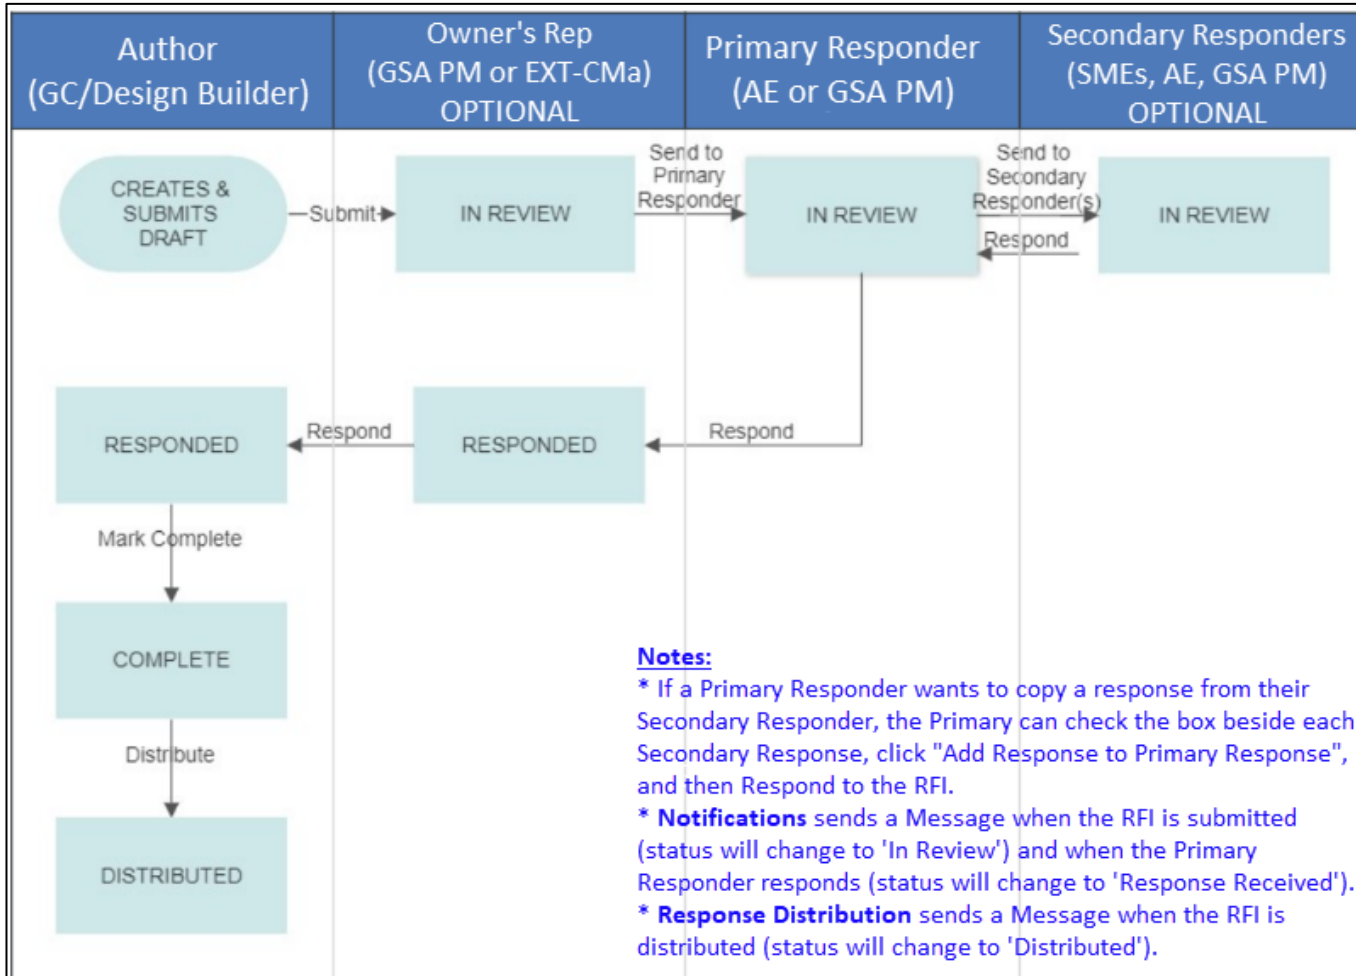 Author
(GC/Design Builder)
Owner's Rep
(GSA PM or EXT-CMa)
OPTIONAL
Primary Responder
(AE or GSA PM)
Secondary Responders
(SMEs, AE, GSA PM)
OPTIONAL
CREATES &
SUBMITS
DRAFT
Submit
IN REVIEW
Send to
Primary
Responder
IN REVIEW
Send to
Secondary
Responder(s)
Respond
IN REVIEW
RESPONDED
Respond
RESPONDED
Respond
Mark Complete
COMPLETE
Distribute
DISTRIBUTED
Notes:
* If a Primary Responder wants to copy a response from their
Secondary Responder, the Primary can check the box beside each
Secondary Response, click "Add Response to Primary Response",
and then Respond to the RFI.
* Notifications sends a Message when the RFI is submitted
(status will change to 'In Review') and when the Primary
Responder responds (status will change to 'Response Received').
* Response Distribution sends a Message when the RFI is
distributed (status will change to 'Distributed').